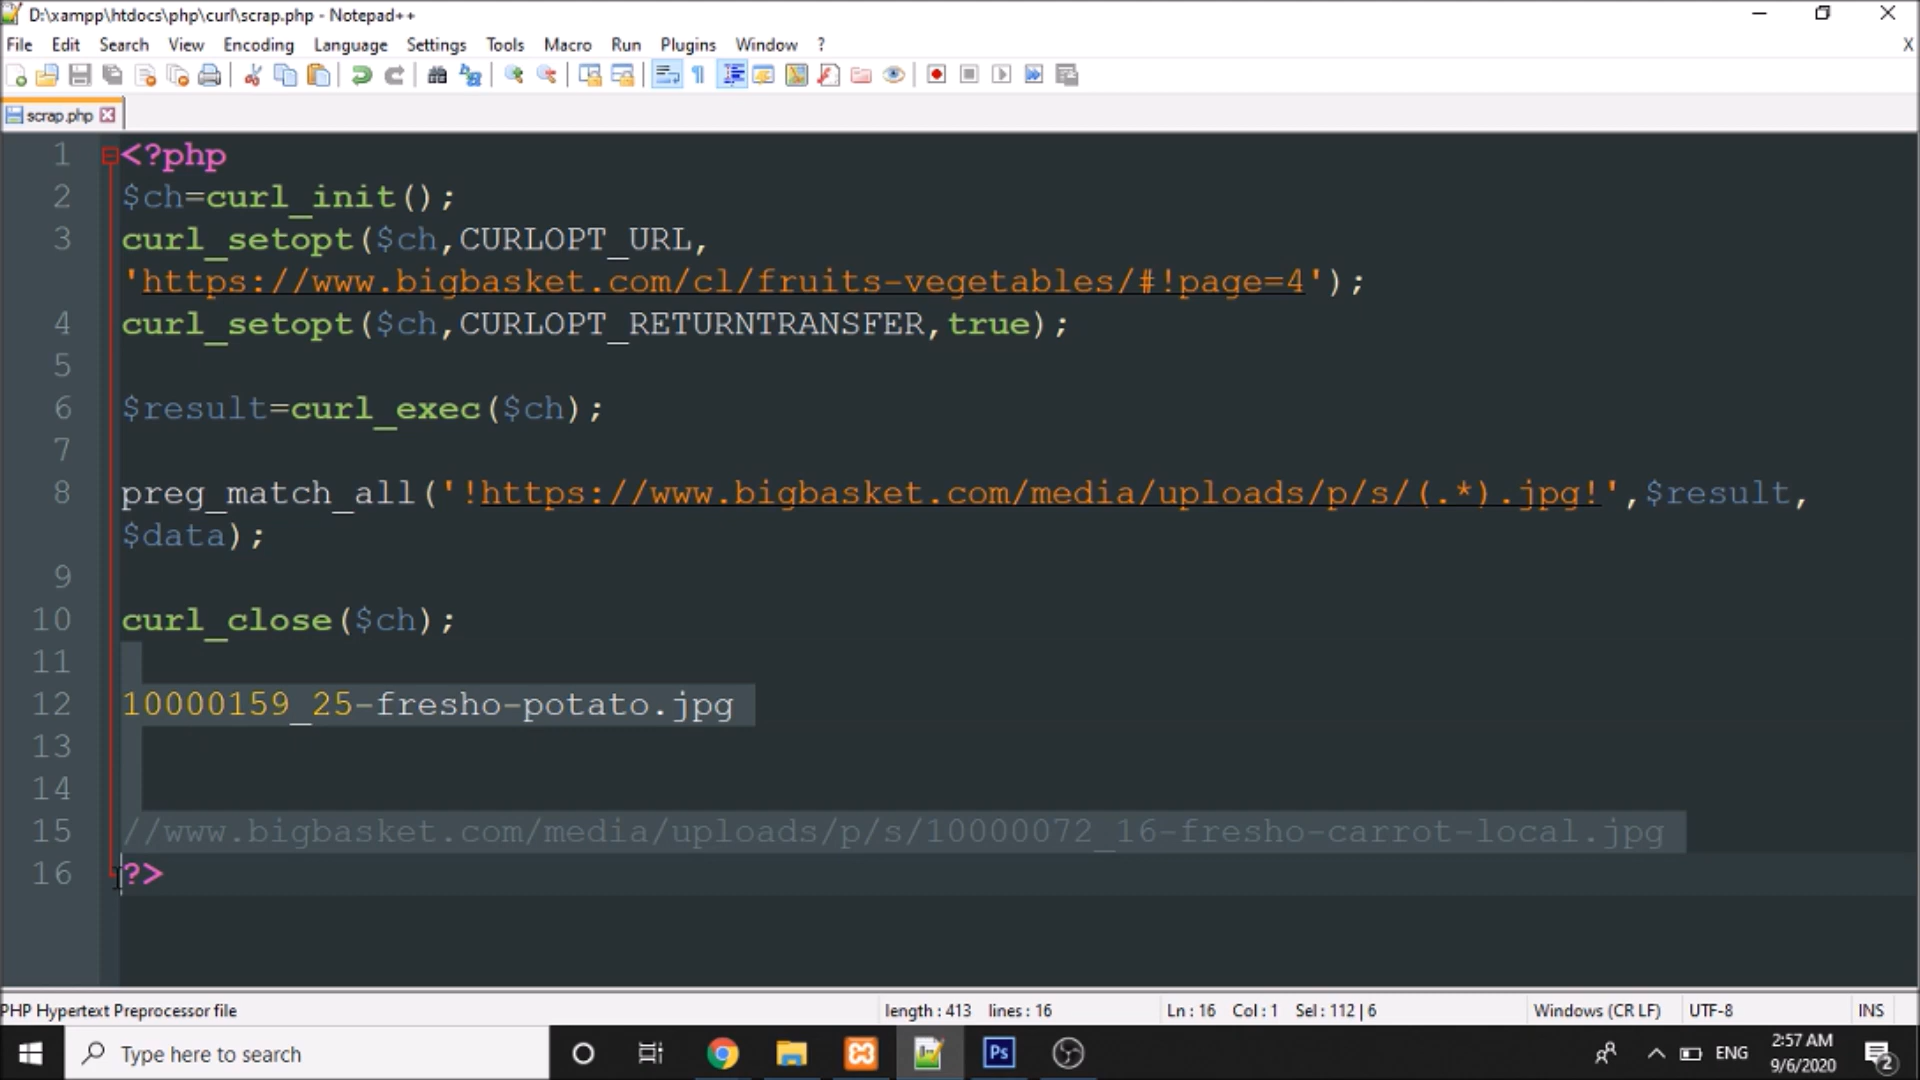 D:\xampp\htdocs\php\curl\scrap.php - Notepad++
File Edit Search View Encoding Language Settings Tools Macro Run Plugins Window ? X
scrap.php
1 <?php
2 $ch=curl_init();
3 curl_setopt($ch,CURLOPT_URL,
'https://www.bigbasket.com/cl/fruits-vegetables/#!page=4');
4 curl_setopt($ch,CURLOPT_RETURNTRANSFER,true);
5
6 $result=curl_exec($ch);
7
8 preg_match_all('!https://www.bigbasket.com/media/uploads/p/s/(.*).jpg!',$result,
$data);
9
10 curl_close($ch);
11
12 10000159_25-fresho-potato.jpg
13
14
15 //www.bigbasket.com/media/uploads/p/s/10000072_16-fresho-carrot-local.jpg
16 ?>
PHP Hypertext Preprocessor file length : 413 lines : 16 Ln : 16 Col : 1 Sel : 112 | 6 Windows (CR LF) UTF-8 INS
Type here to search Ps ENG 2:57 AM
9/6/2020 2